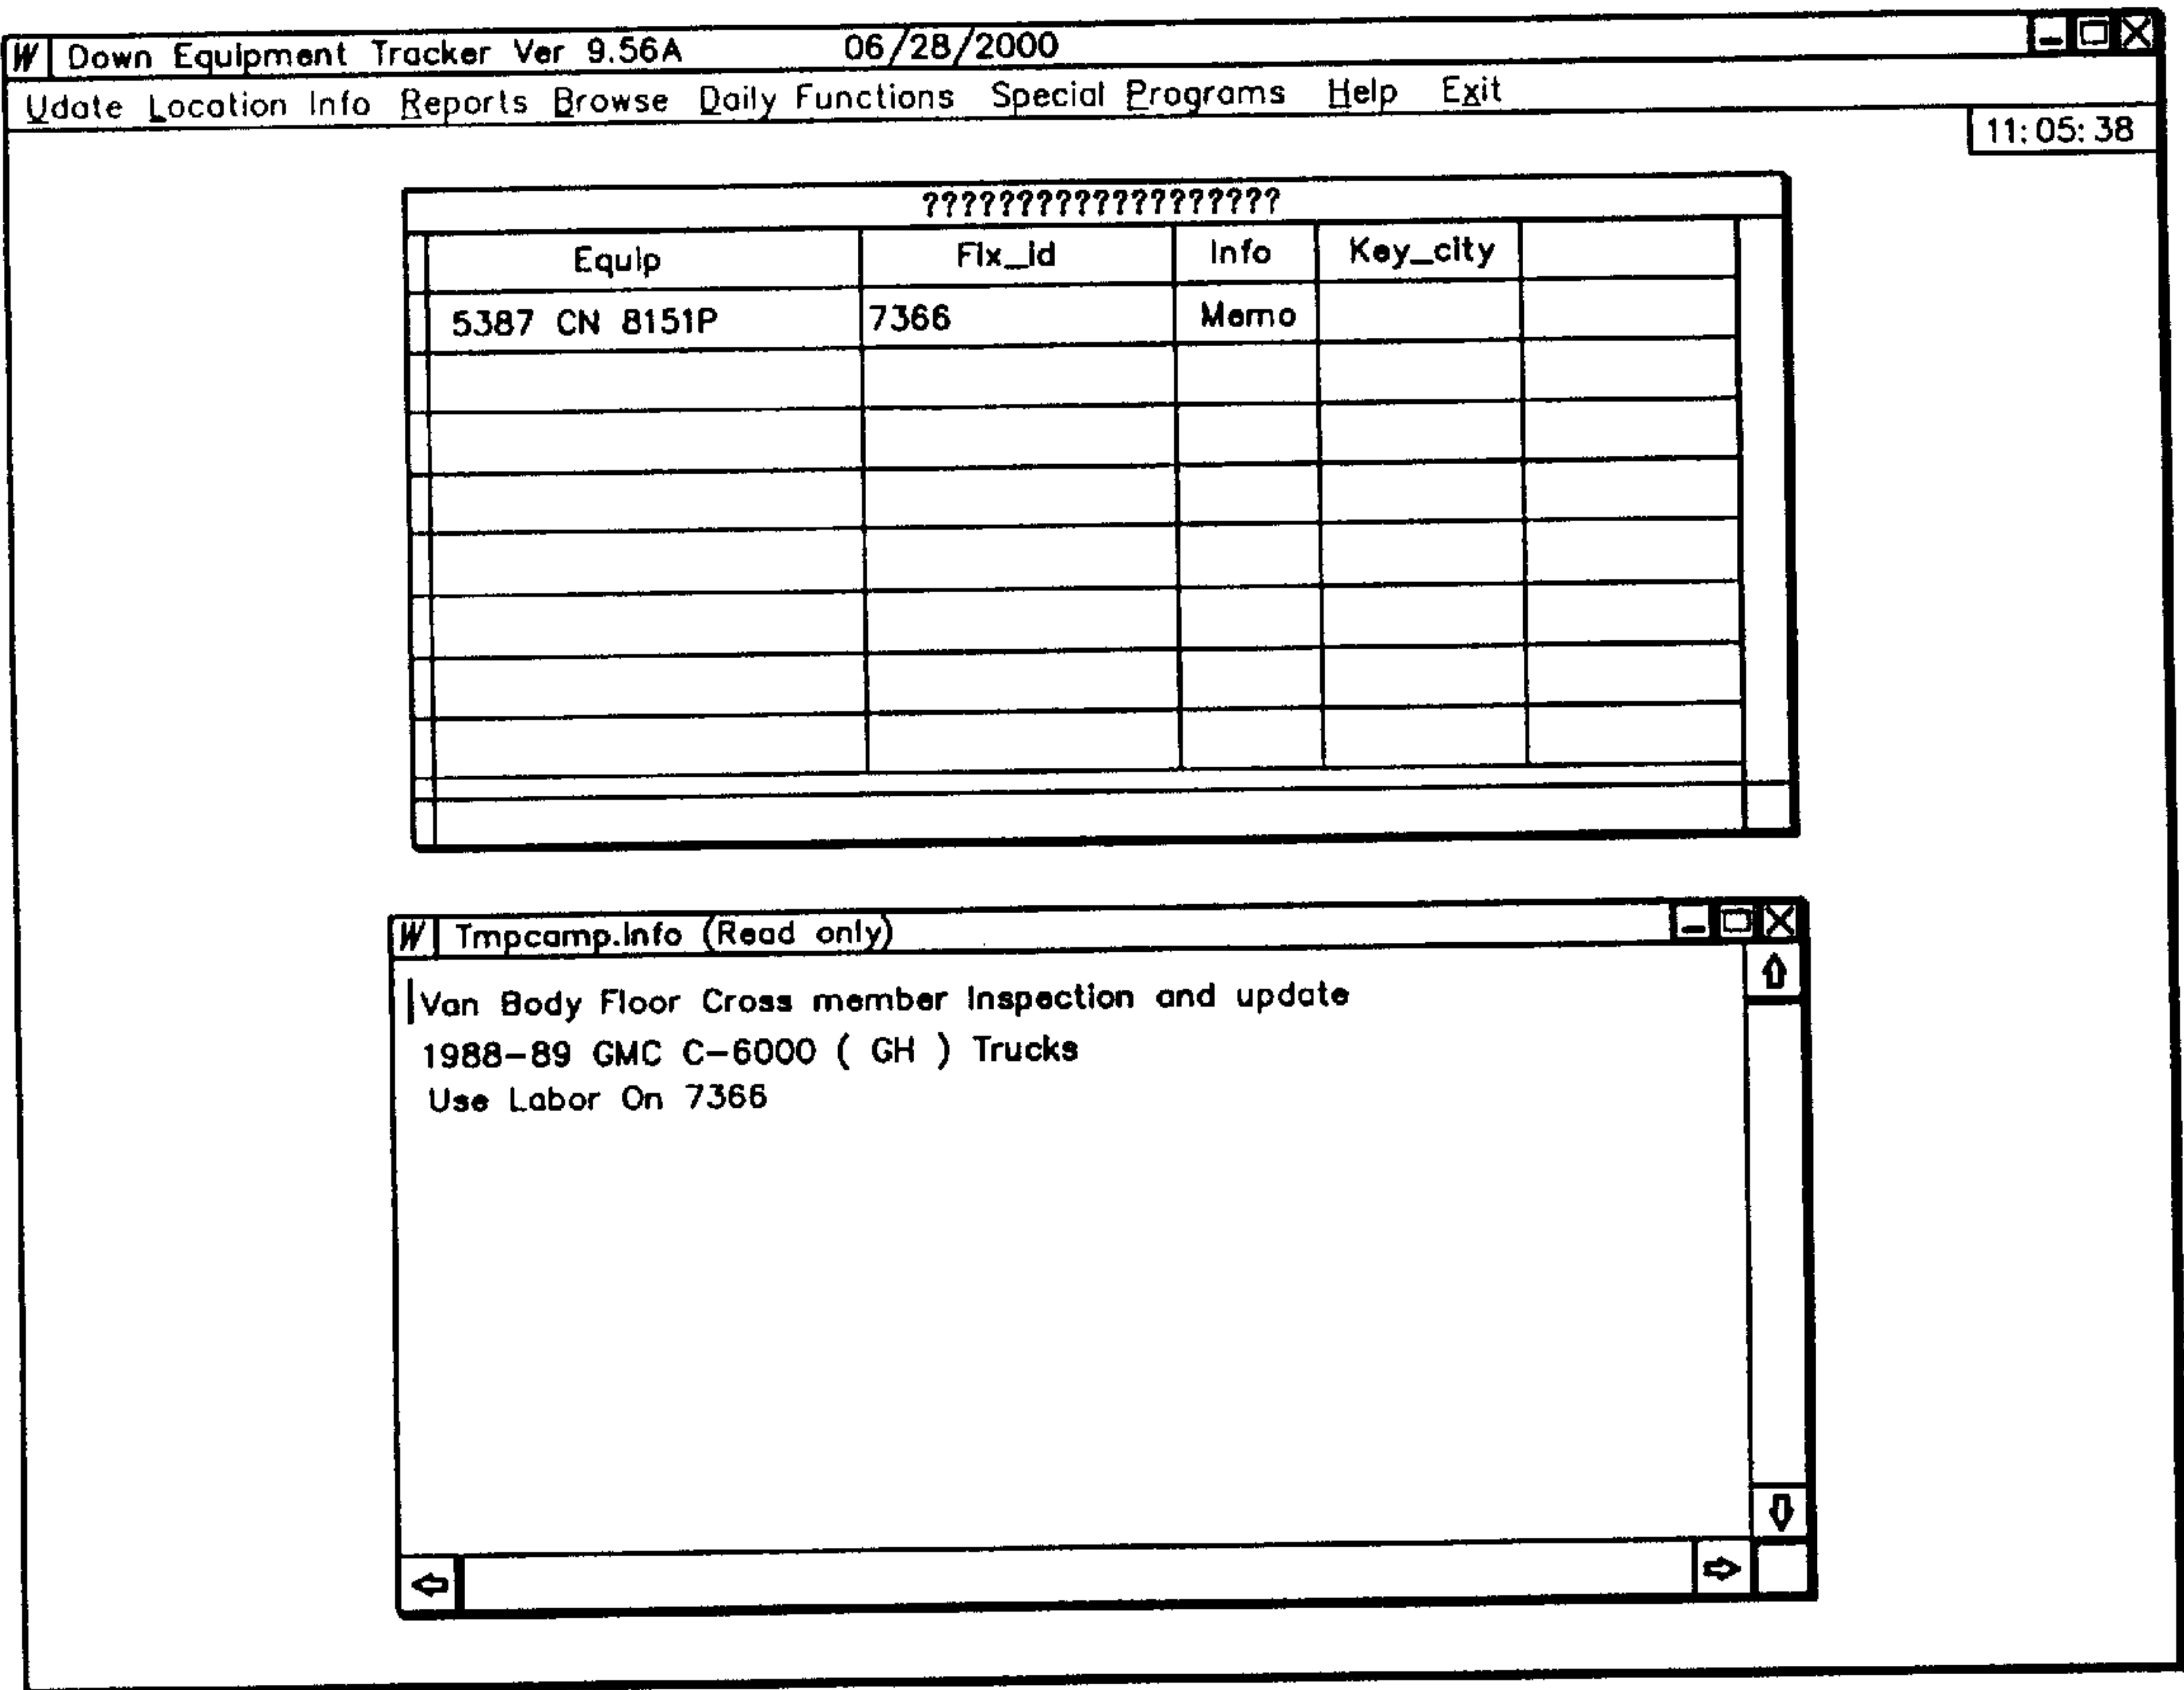 W Down Equipment Tracker Ver 9.56A 06/28/2000
Udate Location Info Reports Browse Daily Functions Special Programs Help Exit
11:05:38
???????????????????
Equip Fix_id Info Key_city
5387 CN 8151P 7366 Memo
W Tmpcamp.Info (Read only)
Van Body Floor Cross member Inspection and update
1988-89 GMC C-6000 ( GH ) Trucks
Use Labor On 7366